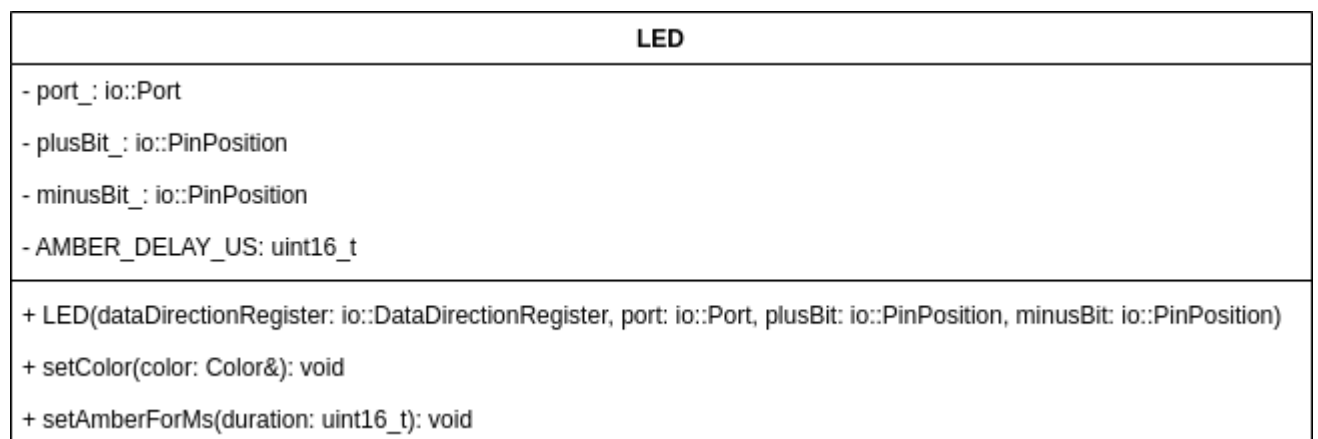 LED
- port_: io::Port
- plusBit_: io::PinPosition
- minusBit_: io::PinPosition
- AMBER_DELAY_US: uint16_t
+ LED(dataDirectionRegister: io::DataDirectionRegister, port: io::Port, plusBit: io::PinPosition, minusBit: io::PinPosition)
+ setColor(color: Color&): void
+ setAmberForMs(duration: uint16_t): void